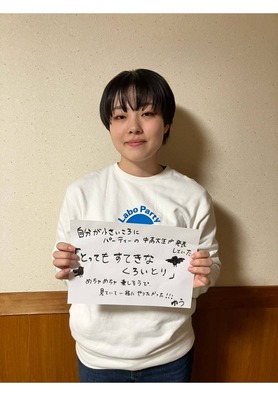 Labo Party
自分が小さいころに
パーティーの中高大生が発表
していた
「とっても すてきな
くろいとり」
めちゃめちゃ楽しそうで
見ていて一緒にやりたかった!!!
ゆう